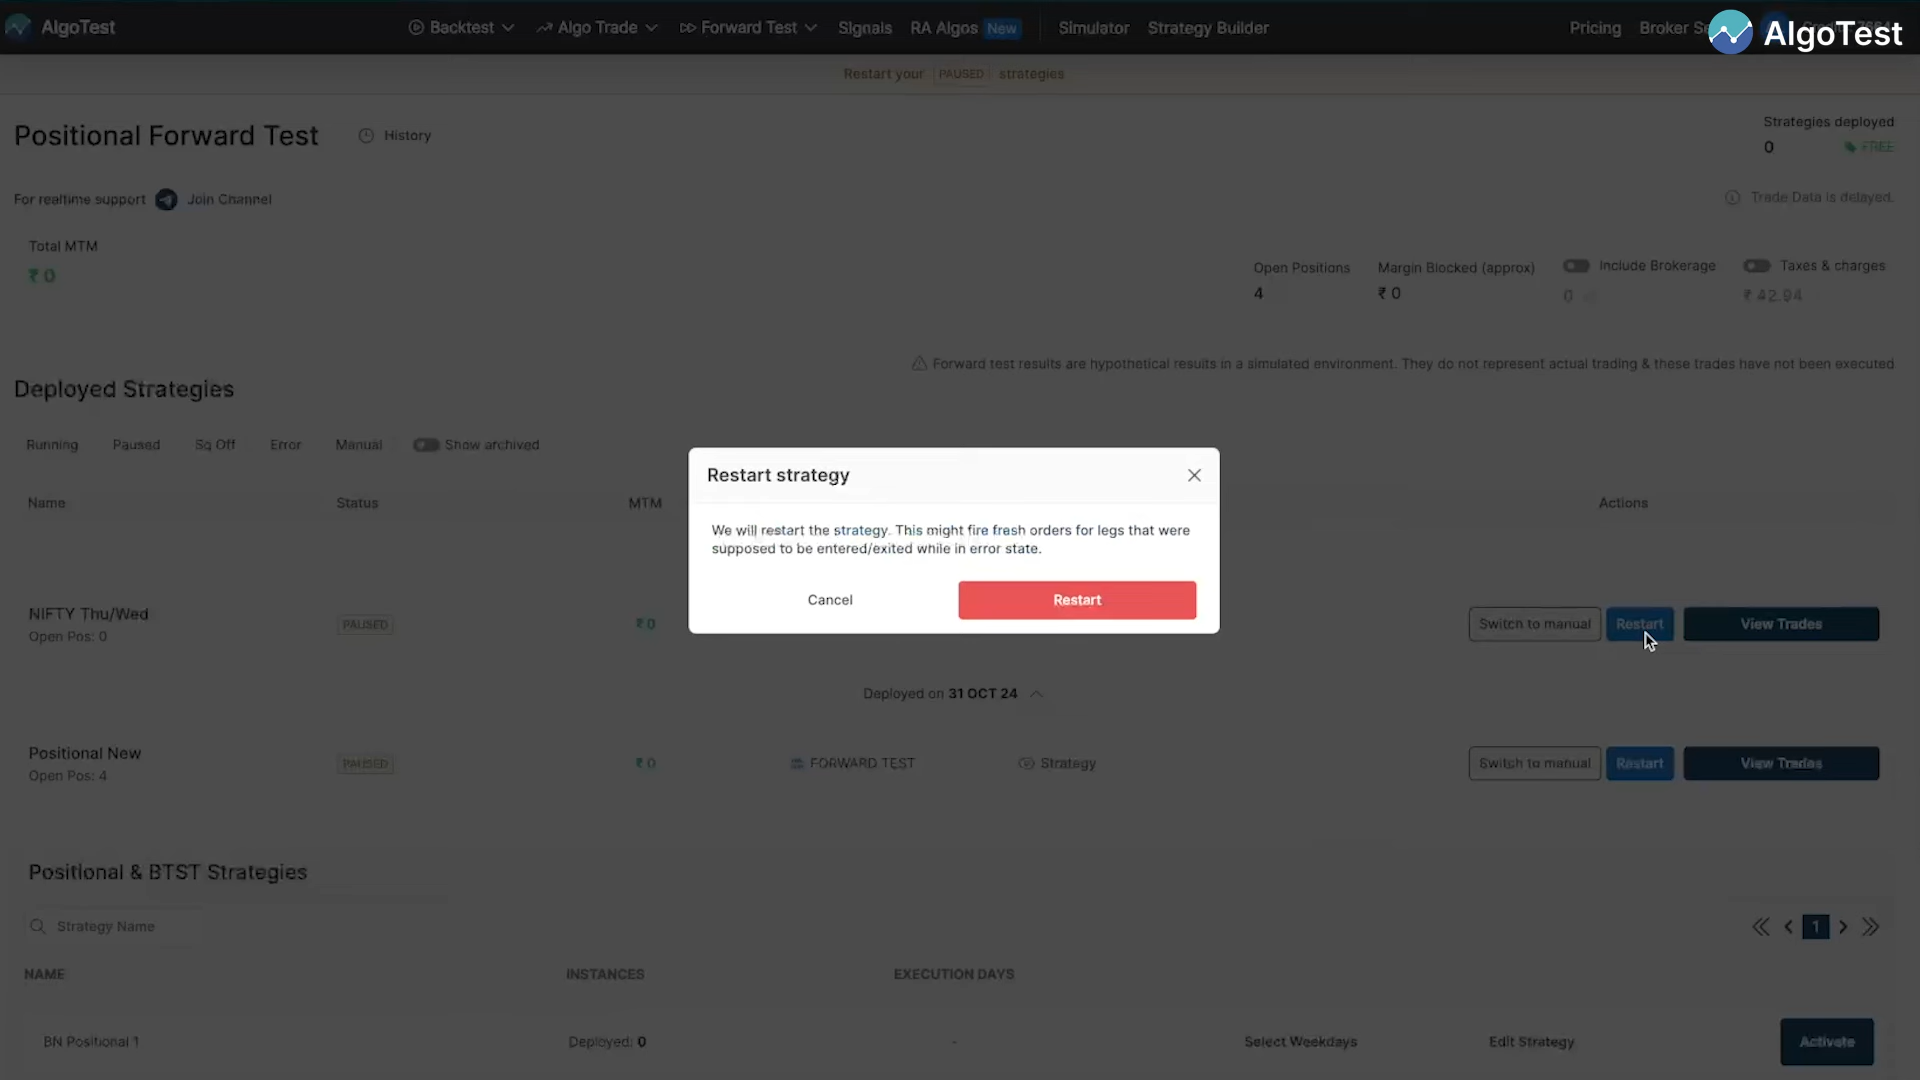 AlgoTest
Backtest
Algo Trade
Forward Test
Signals
RA Algos New
Simulator
Strategy Builder
Pricing
Broker
AlgoTest
Restart your PAUSED strategies
Positional Forward Test
History
Strategies deployed
0
FREE
For realtime support
Join Channel
Trade Data is delayed.
Total MTM
₹ 0
Open Positions
4
Margin Blocked (approx)
₹ 0
Include Brokerage
0
Taxes & charges
₹ 42.94
Forward test results are hypothetical results in a simulated environment. They do not represent actual trading & these trades have not been executed
Deployed Strategies
Running
Paused
Sq Off
Error
Manual
Show archived
Name
Status
MTM
Actions
Restart strategy
We will restart the strategy. This might fire fresh orders for legs that were
supposed to be entered/exited while in error state.
Cancel
Restart
NIFTY Thu/Wed
Open Pos: 0
PAUSED
₹ 0
Switch to manual
Restart
View Trades
Deployed on 31 OCT 24
Positional New
Open Pos: 4
PAUSED
₹ 0
FORWARD TEST
Strategy
Switch to manual
Restart
View Trades
Positional & BTST Strategies
Strategy Name
1
NAME
INSTANCES
EXECUTION DAYS
BN Positional 1
Deployed: 0
-
Select Weekdays
Edit Strategy
Activate